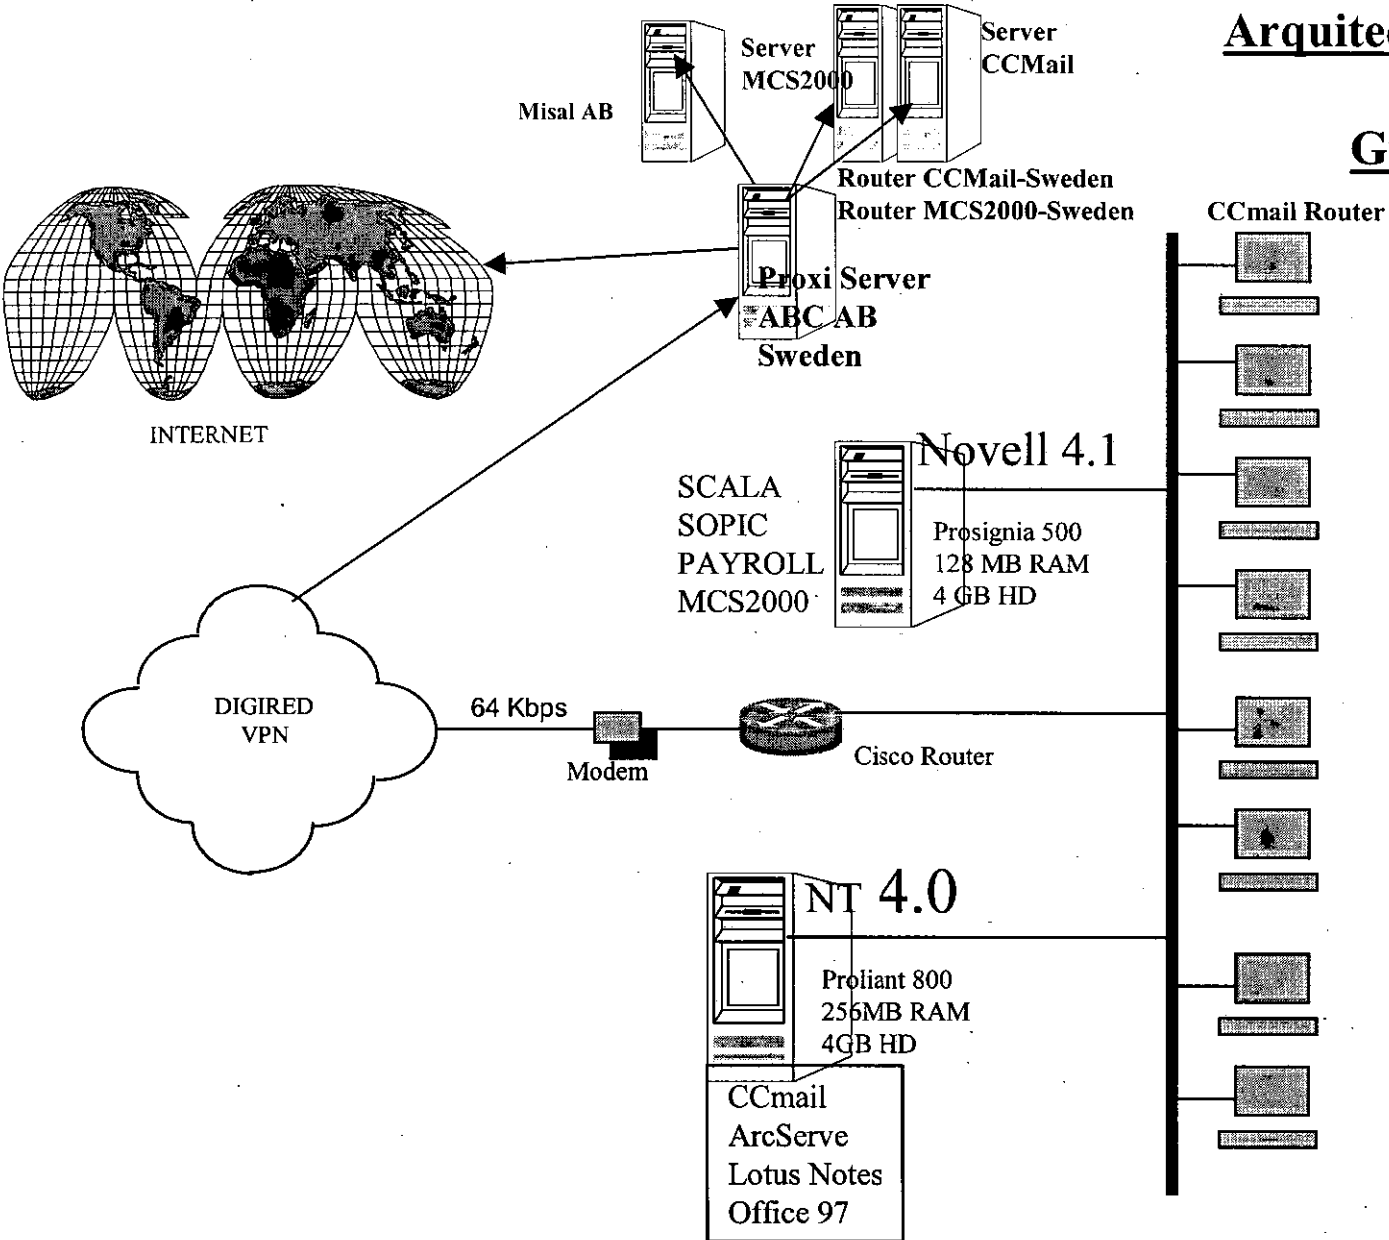 Server
CCMail
Server
MCS2000
Misal AB
Router CCMail-Sweden
Router MCS2000-Sweden
CCmail Router
Proxi Server
ABC AB
Sweden
INTERNET
Novell 4.1
SCALA
SOPIC
PAYROLL
MCS2000
Prosignia 500
128 MB RAM
4 GB HD
DIGIRED
VPN
64 Kbps
Modem
Cisco Router
NT 4.0
Proliant 800
256MB RAM
4GB HD
CCmail
ArcServe
Lotus Notes
Office 97